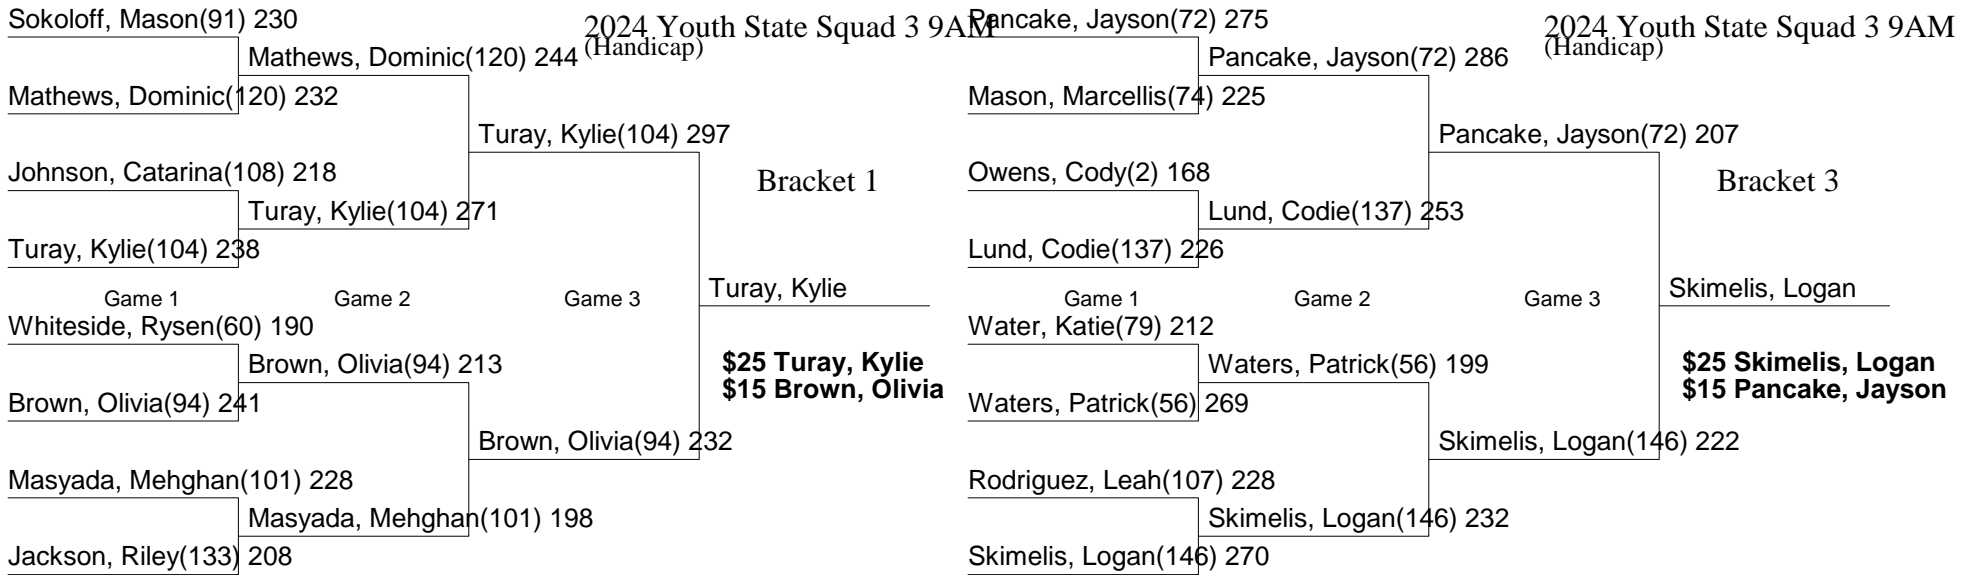 2024 Youth State Squad 3 9AM
(Handicap)
Sokoloff, Mason(91) 230
Mathews, Dominic(120) 244
Mathews, Dominic(120) 232
Turay, Kylie(104) 297
Johnson, Catarina(108) 218
Bracket 1
Turay, Kylie(104) 271
Turay, Kylie(104) 238
Game 1
Game 2
Game 3
Turay, Kylie
Whiteside, Rysen(60) 190
Brown, Olivia(94) 213
$25 Turay, Kylie
$15 Brown, Olivia
Brown, Olivia(94) 241
Brown, Olivia(94) 232
Masyada, Mehghan(101) 228
Masyada, Mehghan(101) 198
Jackson, Riley(133) 208
2024 Youth State Squad 3 9AM
(Handicap)
Pancake, Jayson(72) 275
Pancake, Jayson(72) 286
Mason, Marcellis(74) 225
Pancake, Jayson(72) 207
Owens, Cody(2) 168
Bracket 3
Lund, Codie(137) 253
Lund, Codie(137) 226
Game 1
Game 2
Game 3
Skimelis, Logan
Water, Katie(79) 212
Waters, Patrick(56) 199
$25 Skimelis, Logan
$15 Pancake, Jayson
Waters, Patrick(56) 269
Skimelis, Logan(146) 222
Rodriguez, Leah(107) 228
Skimelis, Logan(146) 232
Skimelis, Logan(146) 270